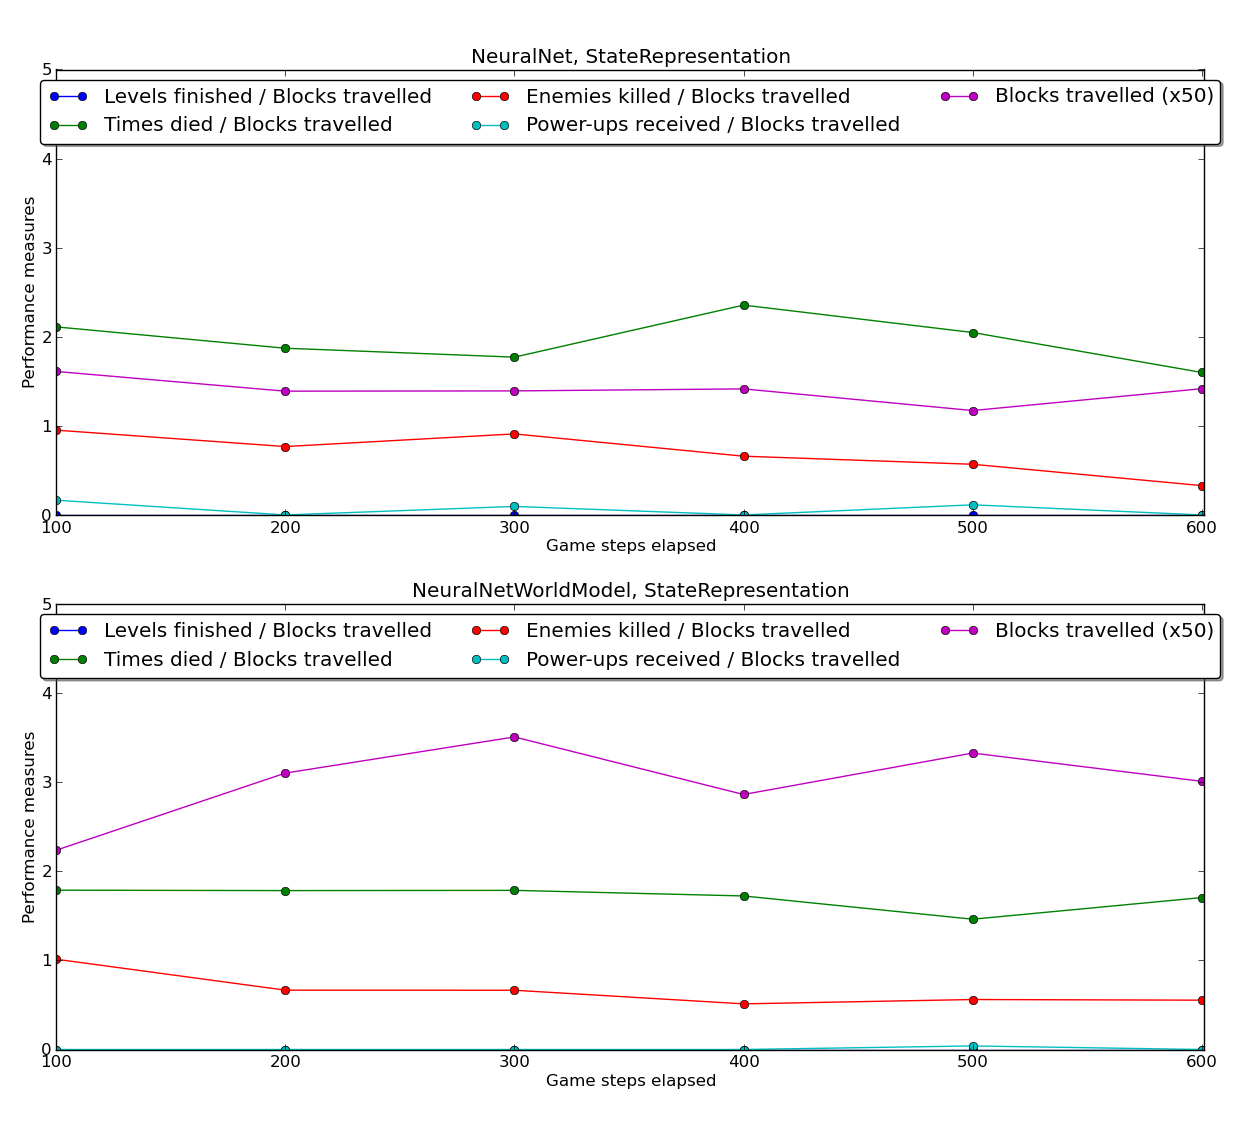 NeuralNet, StateRepresentation
5
Levels finished / Blocks travelled Enemies killed / Blocks travelled Blocks travelled (x50)
Times died / Blocks travelled Power-ups received / Blocks travelled
4
3
2
1
0
Performance measures
100 200 300 400 500 600
Game steps elapsed
NeuralNetWorldModel, StateRepresentation
5
Levels finished / Blocks travelled Enemies killed / Blocks travelled Blocks travelled (x50)
Times died / Blocks travelled Power-ups received / Blocks travelled
4
3
2
1
0
Performance measures
100 200 300 400 500 600
Game steps elapsed